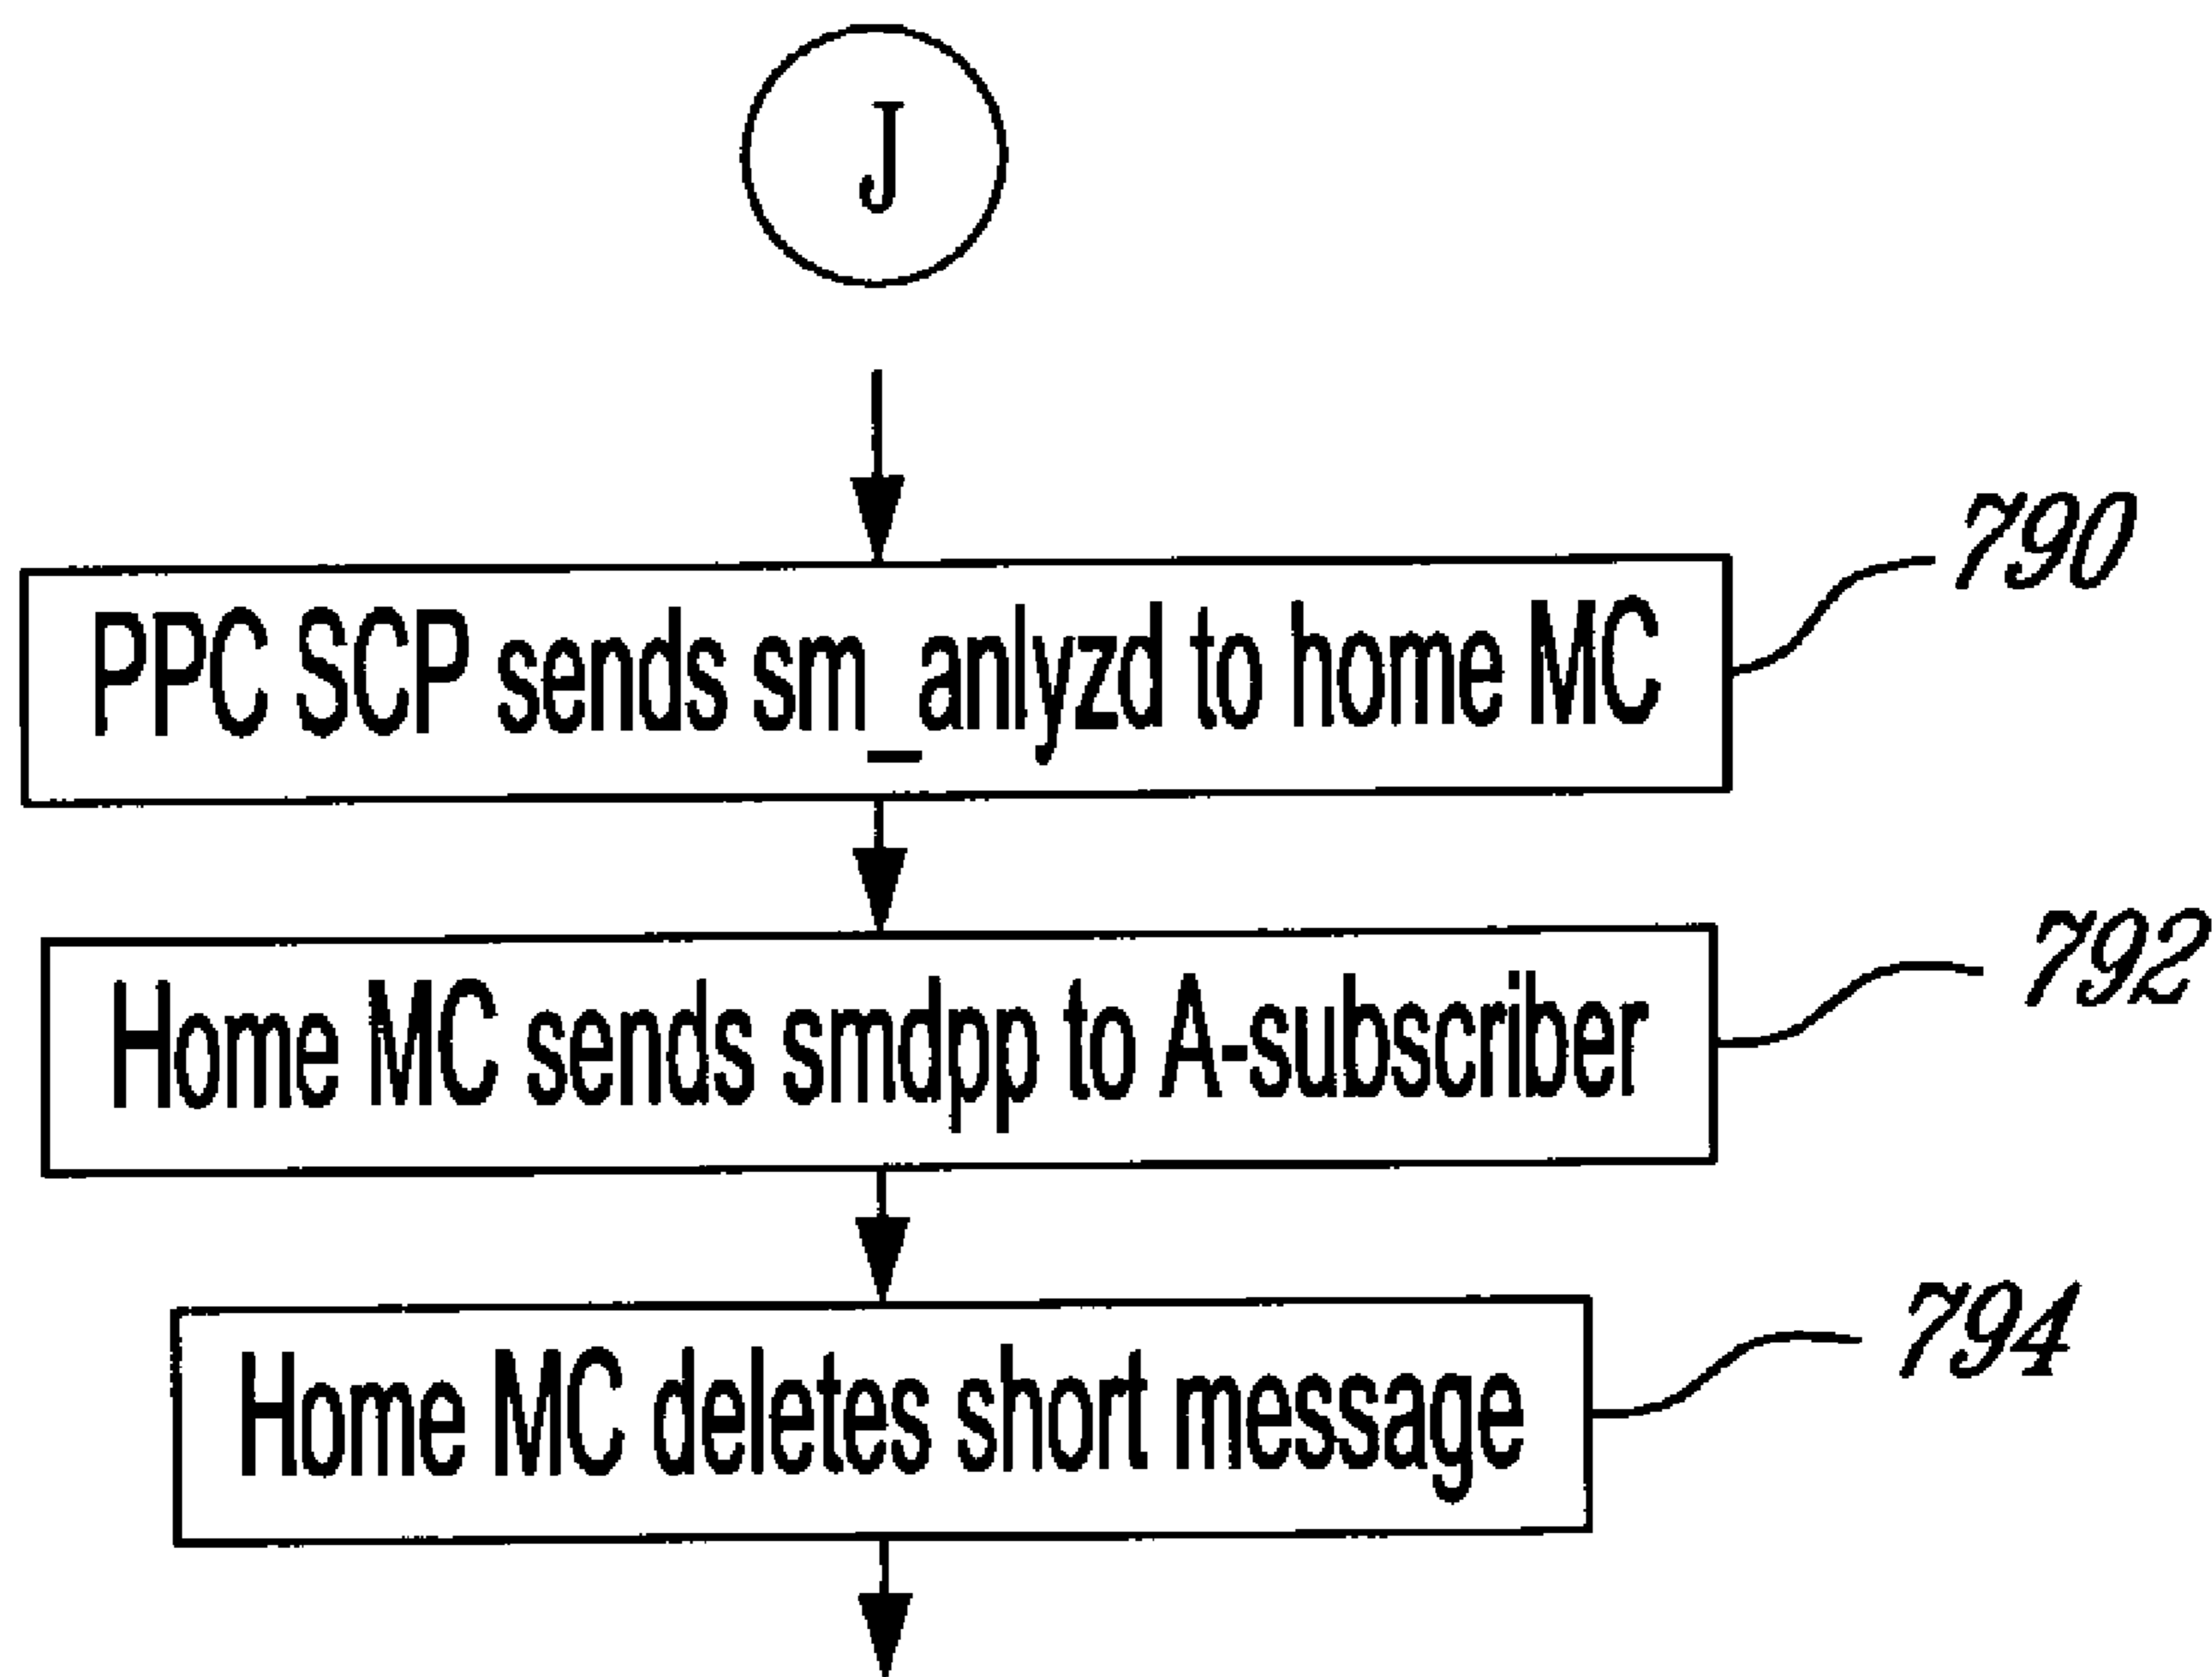 J
PPC SCP sends sm_anlyzd to home MC
790
Home MC sends smdpp to A-subscriber
792
Home MC deletes short message
794